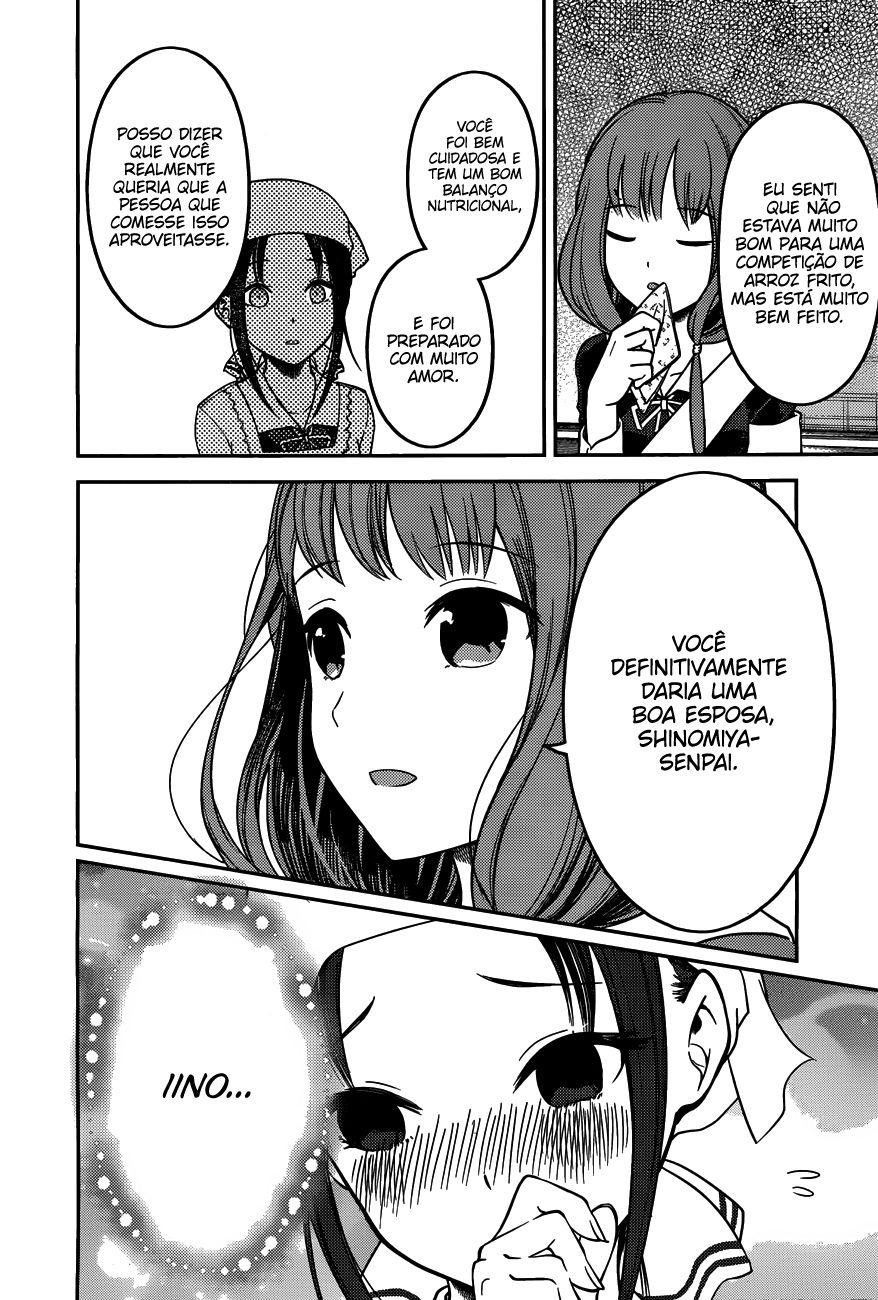 EU SENTI
QUE NÃO
ESTAVA MUITO
BOM PARA UMA
COMPETIÇÃO DE
ARROZ FRITO,
MAS ESTÁ MUITO
BEM FEITO.
VOCÊ
FOI BEM
CUIDADOSA E
TEM UM BOM
BALANÇO
NUTRICIONAL,
E FOI
PREPARADO
COM MUITO
AMOR.
POSSO DIZER
QUE VOCÊ
REALMENTE
QUERIA QUE A
PESSOA QUE
COMESSE ISSO
APROVEITASSE.
VOCÊ
DEFINITIVAMENTE
DARIA UMA
BOA ESPOSA,
SHINOMIYA-
SENPAI.
IINO...